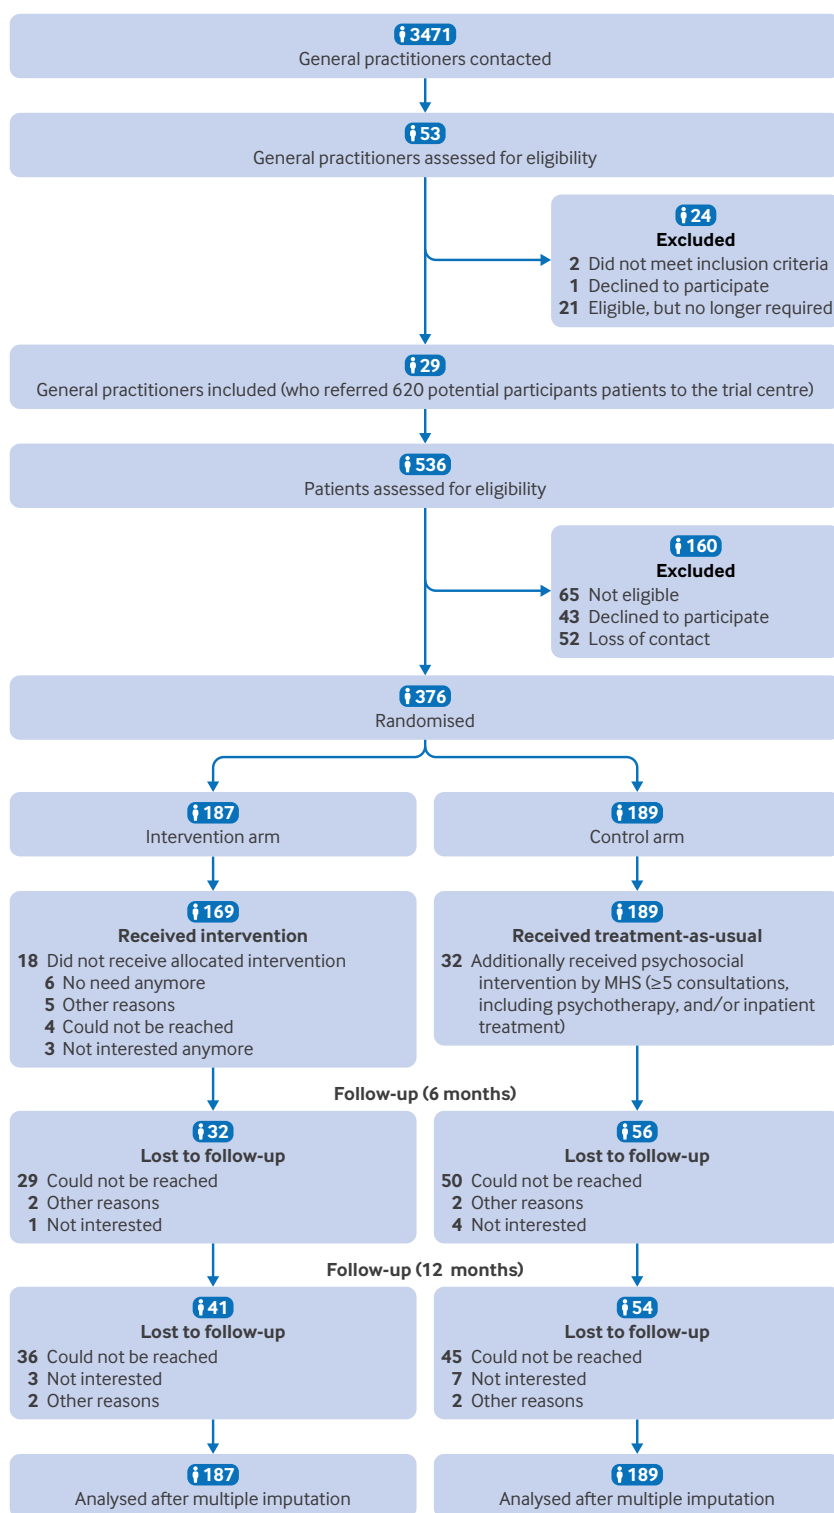 3471
General practitioners contacted
53
General practitioners assessed for eligibility
24
Excluded
2 Did not meet inclusion criteria
1 Declined to participate
21 Eligible, but no longer required
29
General practitioners included (who referred 620 potential participants patients to the trial centre)
536
Patients assessed for eligibility
160
Excluded
65 Not eligible
43 Declined to participate
52 Loss of contact
376
Randomised
187
Intervention arm
189
Control arm
169
Received intervention
18 Did not receive allocated intervention
6 No need anymore
5 Other reasons
4 Could not be reached
3 Not interested anymore
189
Received treatment-as-usual
32 Additionally received psychosocial
intervention by MHS (≥5 consultations,
including psychotherapy, and/or inpatient
treatment)
Follow-up (6 months)
32
Lost to follow-up
29 Could not be reached
2 Other reasons
1 Not interested
56
Lost to follow-up
50 Could not be reached
2 Other reasons
4 Not interested
Follow-up (12 months)
41
Lost to follow-up
36 Could not be reached
3 Not interested
2 Other reasons
54
Lost to follow-up
45 Could not be reached
7 Not interested
2 Other reasons
187
Analysed after multiple imputation
189
Analysed after multiple imputation